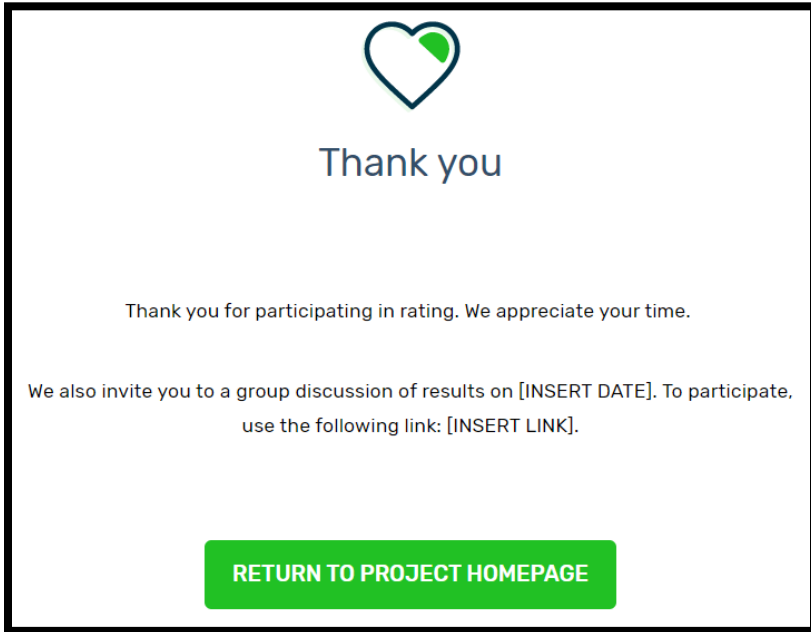 Thank you
Thank you for participating in rating. We appreciate your time.
We also invite you to a group discussion of results on [INSERT DATE]. To participate,
use the following link: [INSERT LINK].
RETURN TO PROJECT HOMEPAGE